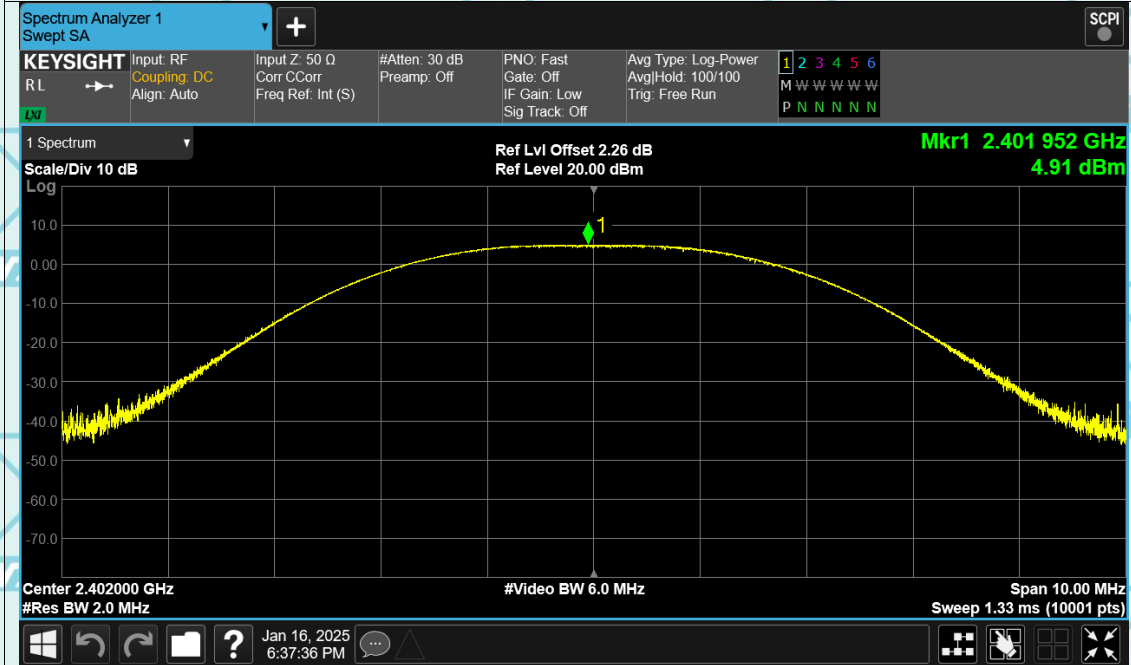 Spectrum Analyzer 1
Swept SA
+
SCPI
KEYSIGHT
R L
LXI
Input: RF
Coupling: DC
Align: Auto
Input Z: 50 Ω
Corr CCorr
Freq Ref: Int (S)
#Atten: 30 dB
Preamp: Off
PNO: Fast
Gate: Off
IF Gain: Low
Sig Track: Off
Avg Type: Log-Power
Avg|Hold: 100/100
Trig: Free Run
1 2 3 4 5 6
M W W W W W
P N N N N N
1 Spectrum
Scale/Div 10 dB
Log
Ref Lvl Offset 2.26 dB
Ref Level 20.00 dBm
Mkr1 2.401 952 GHz
4.91 dBm
1
10.0
0.00
-10.0
-20.0
-30.0
-40.0
-50.0
-60.0
-70.0
Center 2.402000 GHz
#Res BW 2.0 MHz
#Video BW 6.0 MHz
Span 10.00 MHz
Sweep 1.33 ms (10001 pts)
?
Jan 16, 2025
6:37:36 PM